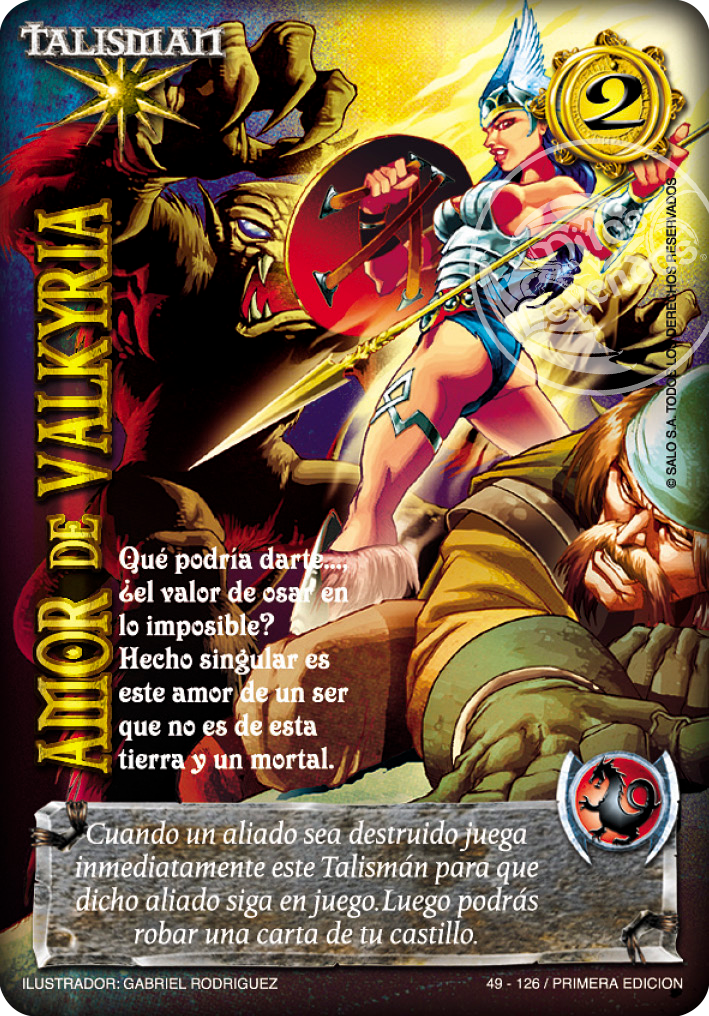 TALISMAN
2
AMOR DE VALKYRIA
Mitos
Leyendas
© SALO S.A. TODOS LOS DERECHOS RESERVADOS
Qué podría darte...,
¿el valor de osar en
lo imposible?
Hecho singular es
este amor de un ser
que no es de esta
tierra y un mortal.
Cuando un aliado sea destruido juega
inmediatamente este Talismán para que
dicho aliado siga en juego.Luego podrás
robar una carta de tu castillo.
ILUSTRADOR: GABRIEL RODRIGUEZ
49 - 126 / PRIMERA EDICION